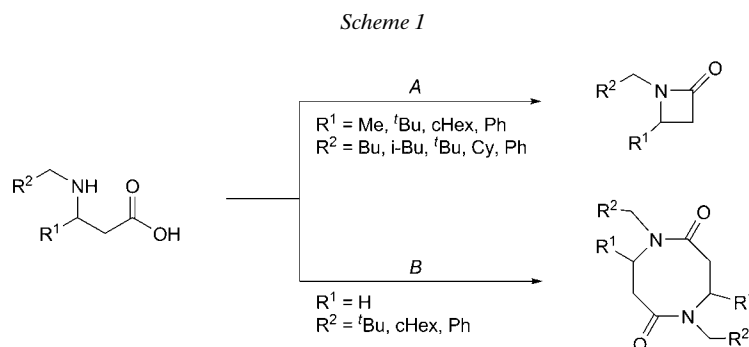 Scheme 1
A
R1 = Me, tBu, cHex, Ph
R2 = Bu, i-Bu, tBu, Cy, Ph
B
R1 = H
R2 = tBu, cHex, Ph
R2
NH
O
R1
OH
R2
N
O
R1
R2
O
R1
N
R1
O
N
R2